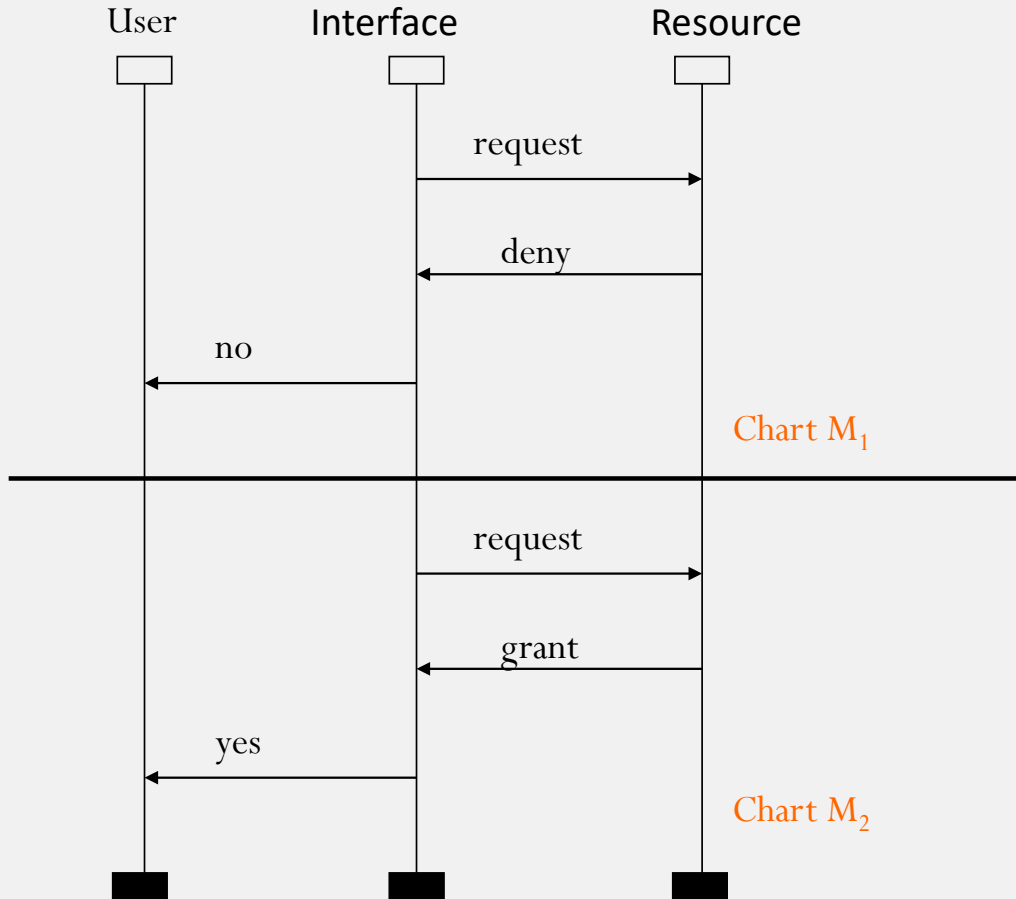 User Interface Resource
request
deny
no
Chart M₁
request
grant
yes
Chart M₂